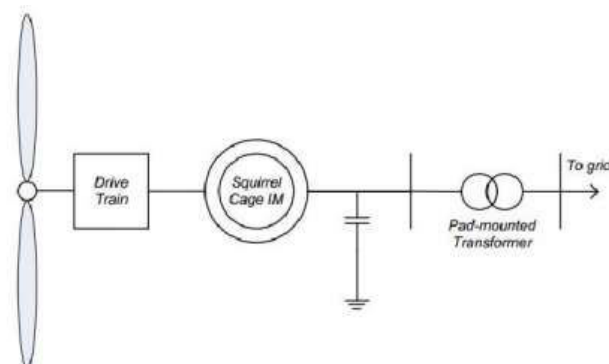 Drive
Train
Squirrel
Cage IM
To grid
Pad-mounted
Transformer